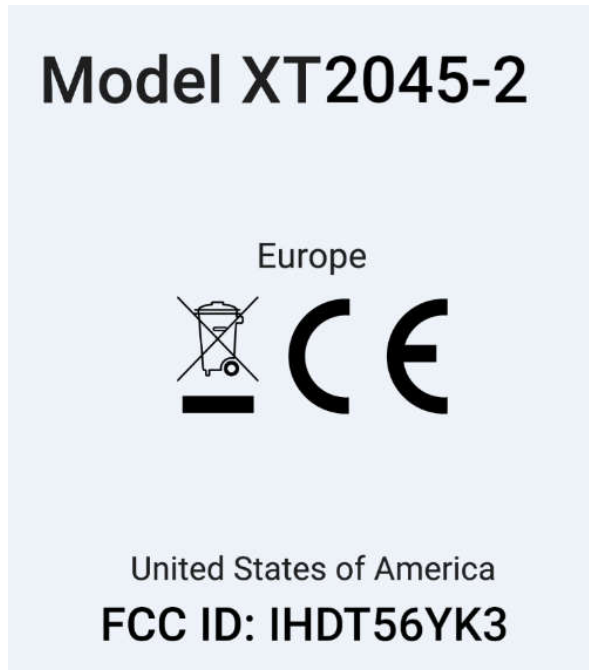 Model XT2045-2
Europe
CE
United States of America
FCC ID: IHDT56YK3